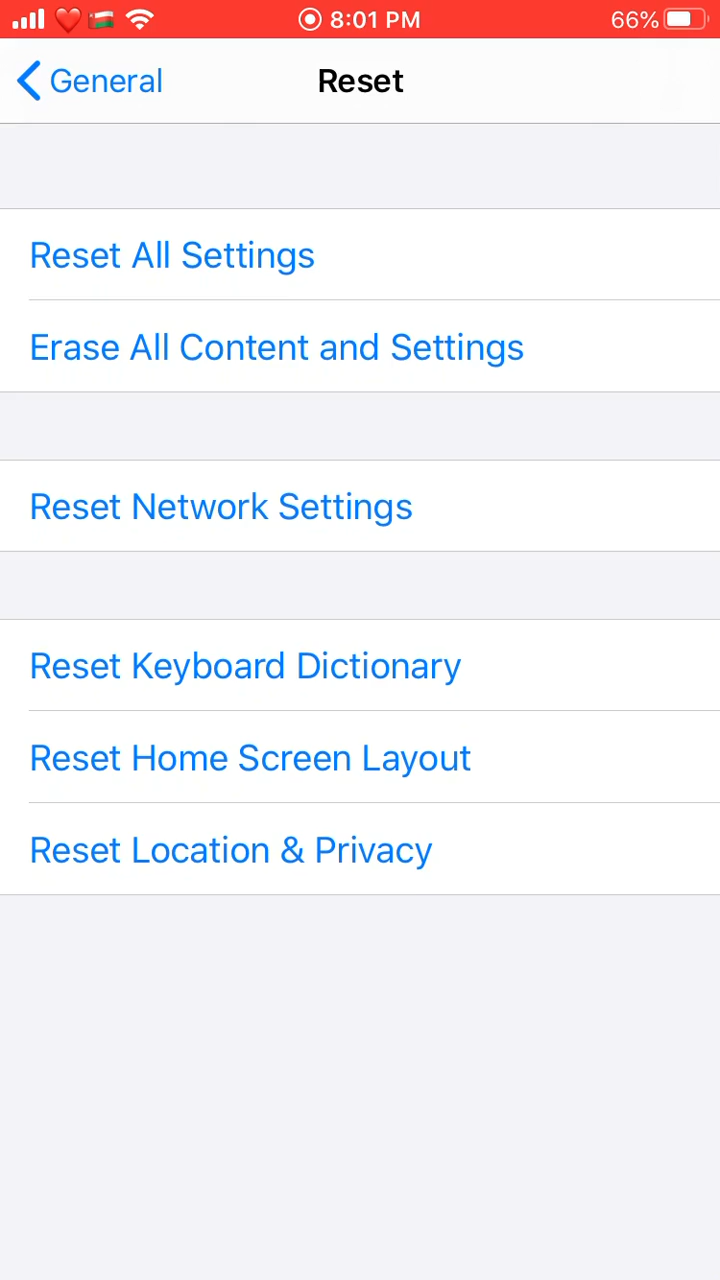 8:01 PM
66%
General
Reset
Reset All Settings
Erase All Content and Settings
Reset Network Settings
Reset Keyboard Dictionary
Reset Home Screen Layout
Reset Location & Privacy